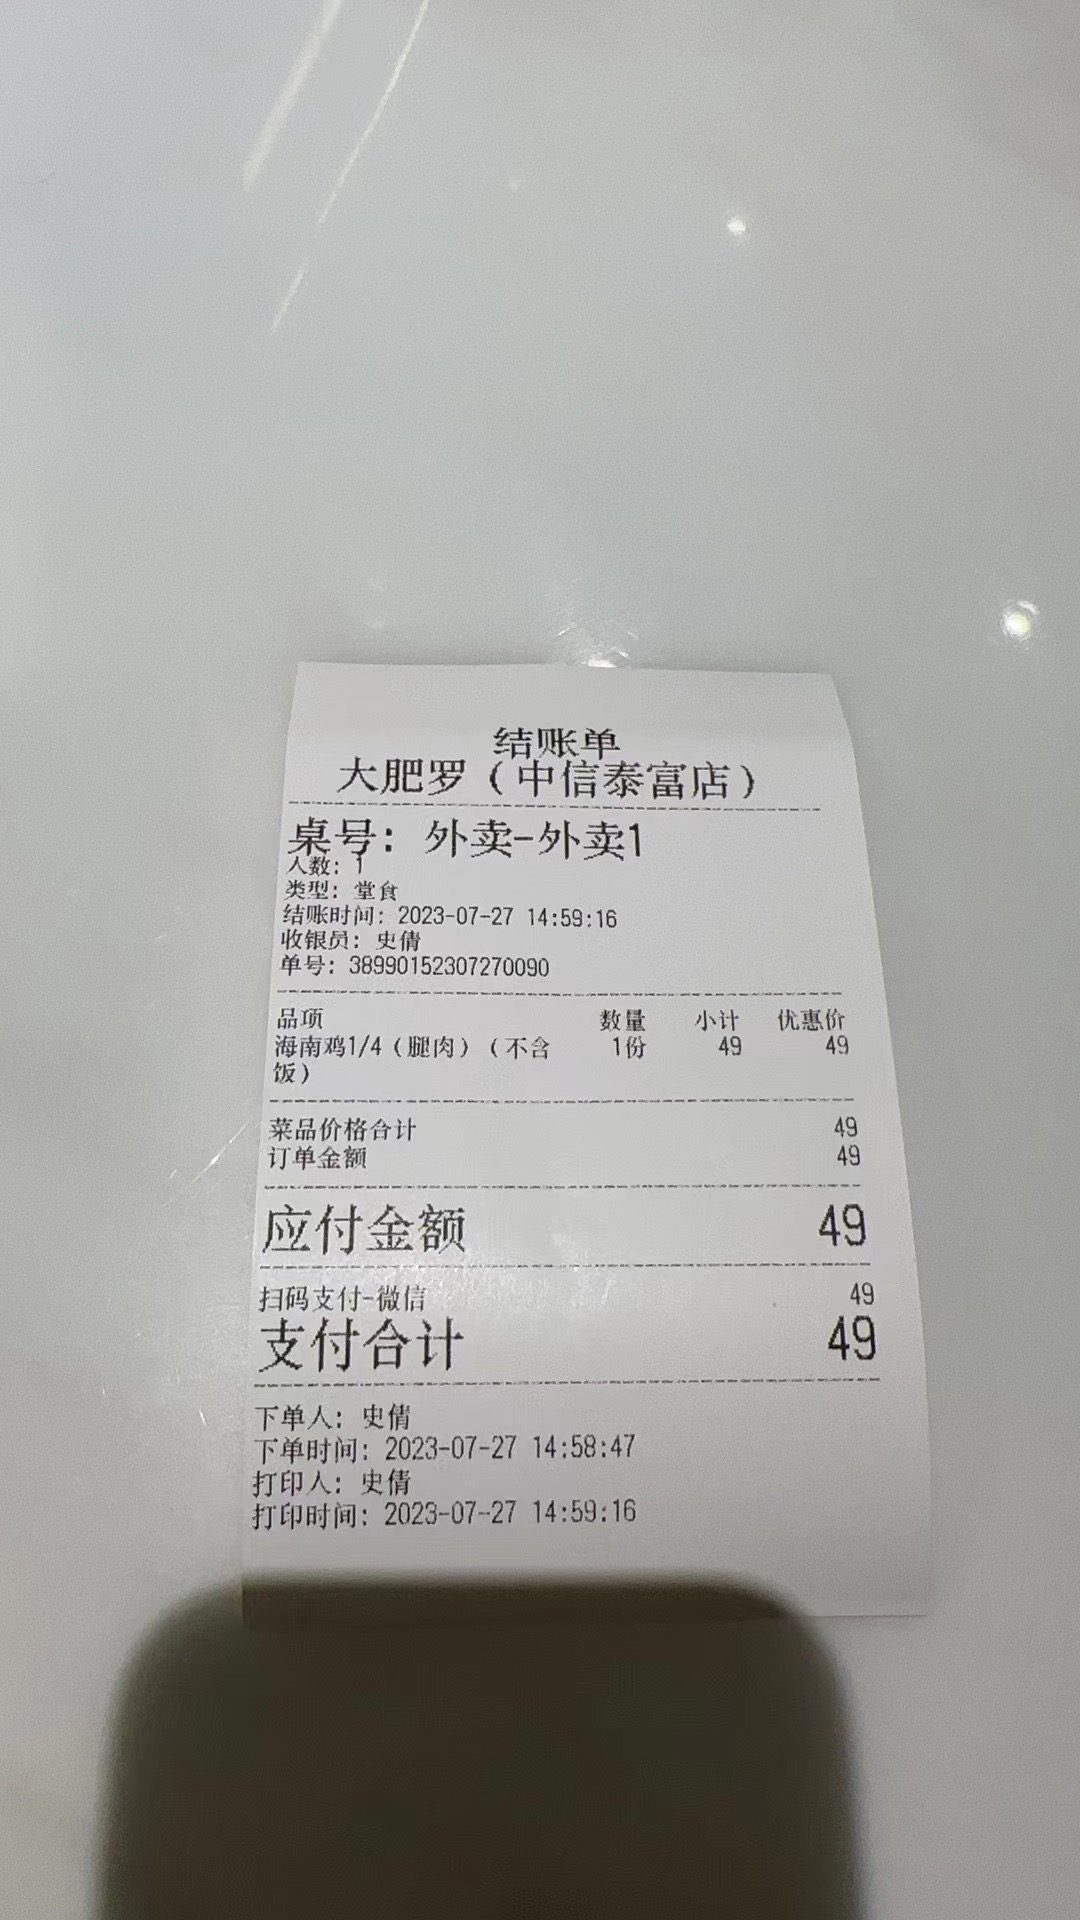 结账单
大肥罗（中信泰富店）
桌号：外卖-外卖1
人数：1
类型：堂食
结账时间：2023-07-27 14:59:16
收银员：史倩
单号：38990152307270090
品项 数量 小计 优惠价
海南鸡1/4（腿肉）（不含 1份 49 49
饭）
菜品价格合计 49
订单金额 49
应付金额 49
扫码支付-微信 49
支付合计 49
下单人：史倩
下单时间：2023-07-27 14:58:47
打印人：史倩
打印时间：2023-07-27 14:59:16